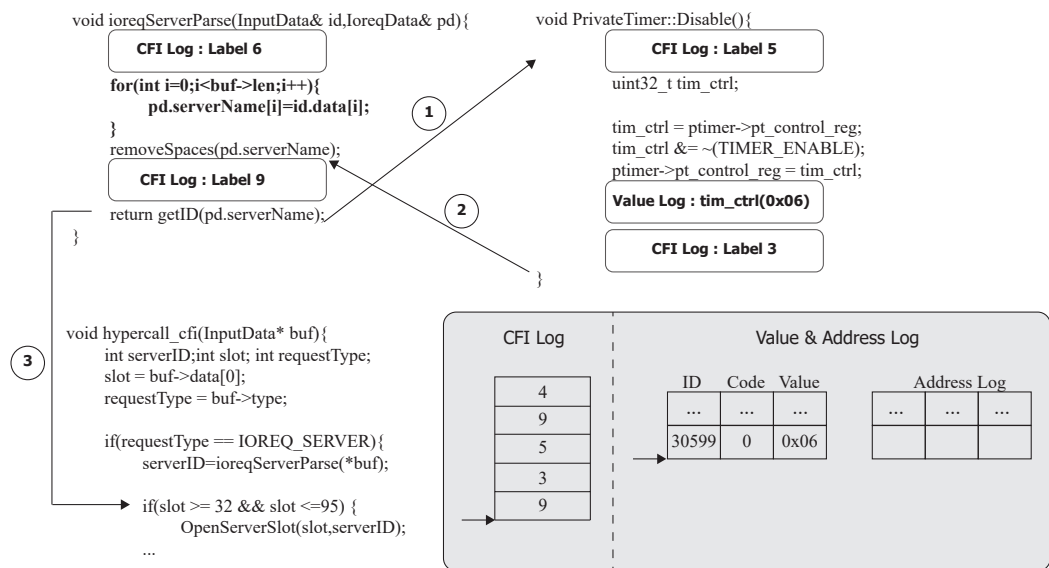 void ioreqServerParse(InputData& id,IoreqData& pd){
CFI Log : Label 6
for(int i=0;i<buf->len;i++){
pd.serverName[i]=id.data[i];
}
removeSpaces(pd.serverName);
CFI Log : Label 9
return getID(pd.serverName);
}
1
2
3
void PrivateTimer::Disable(){
CFI Log : Label 5
uint32_t tim_ctrl;
tim_ctrl = ptimer->pt_control_reg;
tim_ctrl &= ~(TIMER_ENABLE);
ptimer->pt_control_reg = tim_ctrl;
Value Log : tim_ctrl(0x06)
CFI Log : Label 3
}
void hypercall_cfi(InputData* buf){
int serverID;int slot; int requestType;
slot = buf->data[0];
requestType = buf->type;
if(requestType == IOREQ_SERVER){
serverID=ioreqServerParse(*buf);
if(slot >= 32 && slot <=95) {
OpenServerSlot(slot,serverID);
...
CFI Log
4
9
5
3
9
Value & Address Log
ID Code Value
... ... ...
30599 0 0x06
Address Log
... ... ...